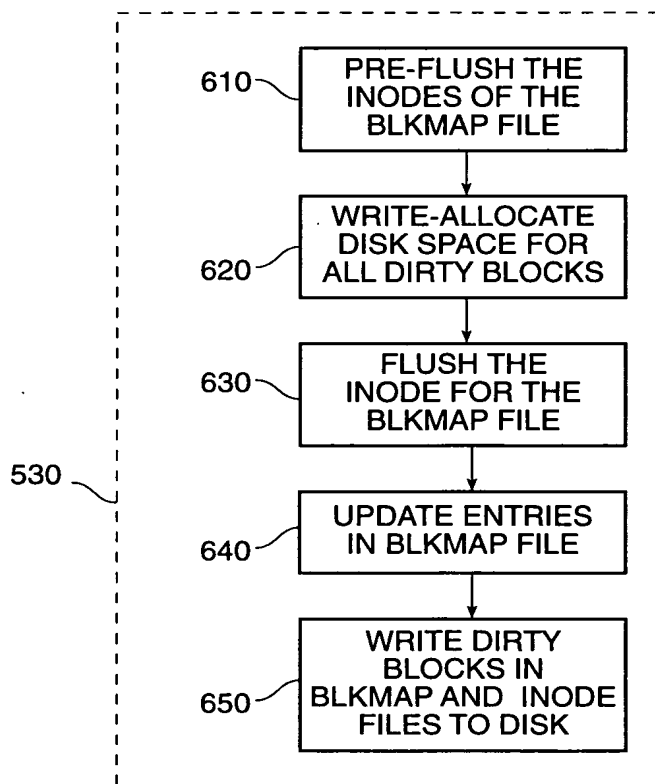 610
PRE-FLUSH THE
INODES OF THE
BLKMAP FILE
620
WRITE-ALLOCATE
DISK SPACE FOR
ALL DIRTY BLOCKS
630
FLUSH THE
INODE FOR THE
BLKMAP FILE
530
640
UPDATE ENTRIES
IN BLKMAP FILE
650
WRITE DIRTY
BLOCKS IN
BLKMAP AND INODE
FILES TO DISK